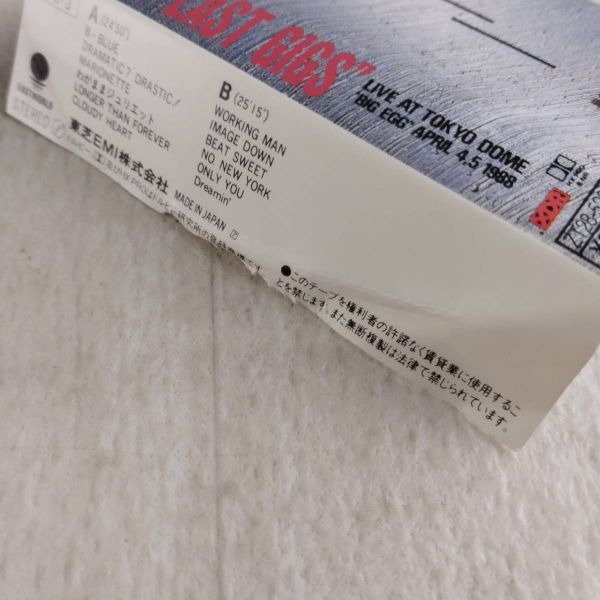 A (24'50")
B・BLUE
DRAMATIC? DRASTIC/
MARIONETTE
わがままジュリエット
LONGER THAN FOREVER
CLOUDY HEART
B (25'15")
WORKING MAN
IMAGE DOWN
BEAT SWEET
NO. NEW YORK
ONLY YOU
Dreamin'
EASTWORLD
STEREO
東芝EMI株式会社
MADE IN JAPAN
"LAST GIGS"
LIVE AT TOKYO DOME
"BIG EGG" APRIL 4.5 1988
ZT28-
●このテープを権利者の許諾なく賃貸業に使用するこ
とを禁じます。また無断複製は法律で禁じられています。